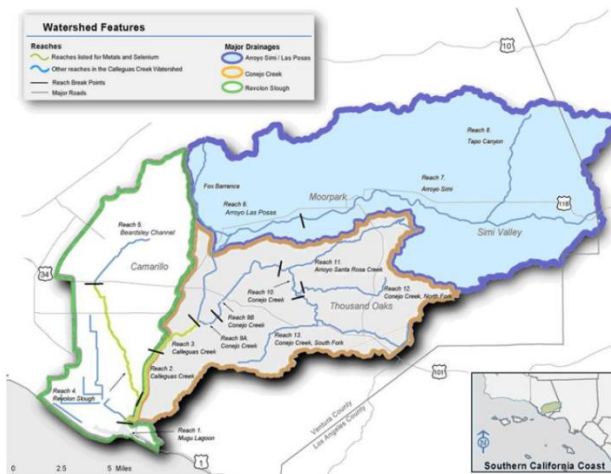 Watershed Features
Reaches
Reaches listed for Metals and Selenium
Other reaches in the Calleguas Creek Watershed
Reach Break Points
Major Roads
Major Drainages
Arroyo Simi / Las Posas
Conejo Creek
Revolon Slough
101
Reach 8.
Tapo Canyon
Fox Barranca
Reach 7.
Arroyo Simi
Moorpark
Reach 6.
Arroyo Las Posas
118
Simi Valley
Reach 5.
Beardsley Channel
Camarillo
34
Reach 11.
Arroyo Santa Rosa Creek
Reach 10.
Conejo Creek
Reach 12.
Conejo Creek, North Fork
Thousand Oaks
Reach 9B
Conejo Creek
Reach 9A.
Conejo Creek
Reach 13.
Conejo Creek, South Fork
Reach 3.
Calleguas Creek
Reach 2.
Calleguas Creek
Reach 4.
Revolon Slough
Reach 1.
Mugu Lagoon
101
1
Ventura County
Los Angeles County
0 2.5 5 Miles
N
Southern California Coast